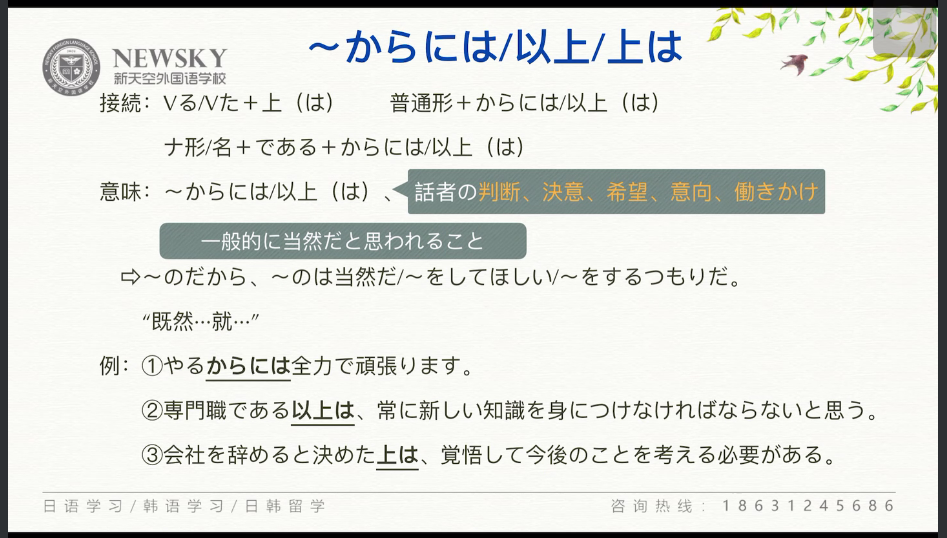 ～からには/以上/上は
NEWSKY
新天空外国语学校
接続：Vる/Vた＋上（は）　　普通形＋からには/以上（は）
ナ形/名＋である＋からには/以上（は）
意味：～からには/以上（は）、話者の判断、決意、希望、意向、働きかけ
一般的に当然だと思われること
⇨～のだから、～のは当然だ/～をしてほしい/～をするつもりだ。
“既然…就…”
例：①やるからには全力で頑張ります。
②専門職である以上は、常に新しい知識を身につけなければならないと思う。
③会社を辞めると決めた上は、覚悟して今後のことを考える必要がある。
日语学习/韩语学习/日韩留学
咨询热线：18631245686